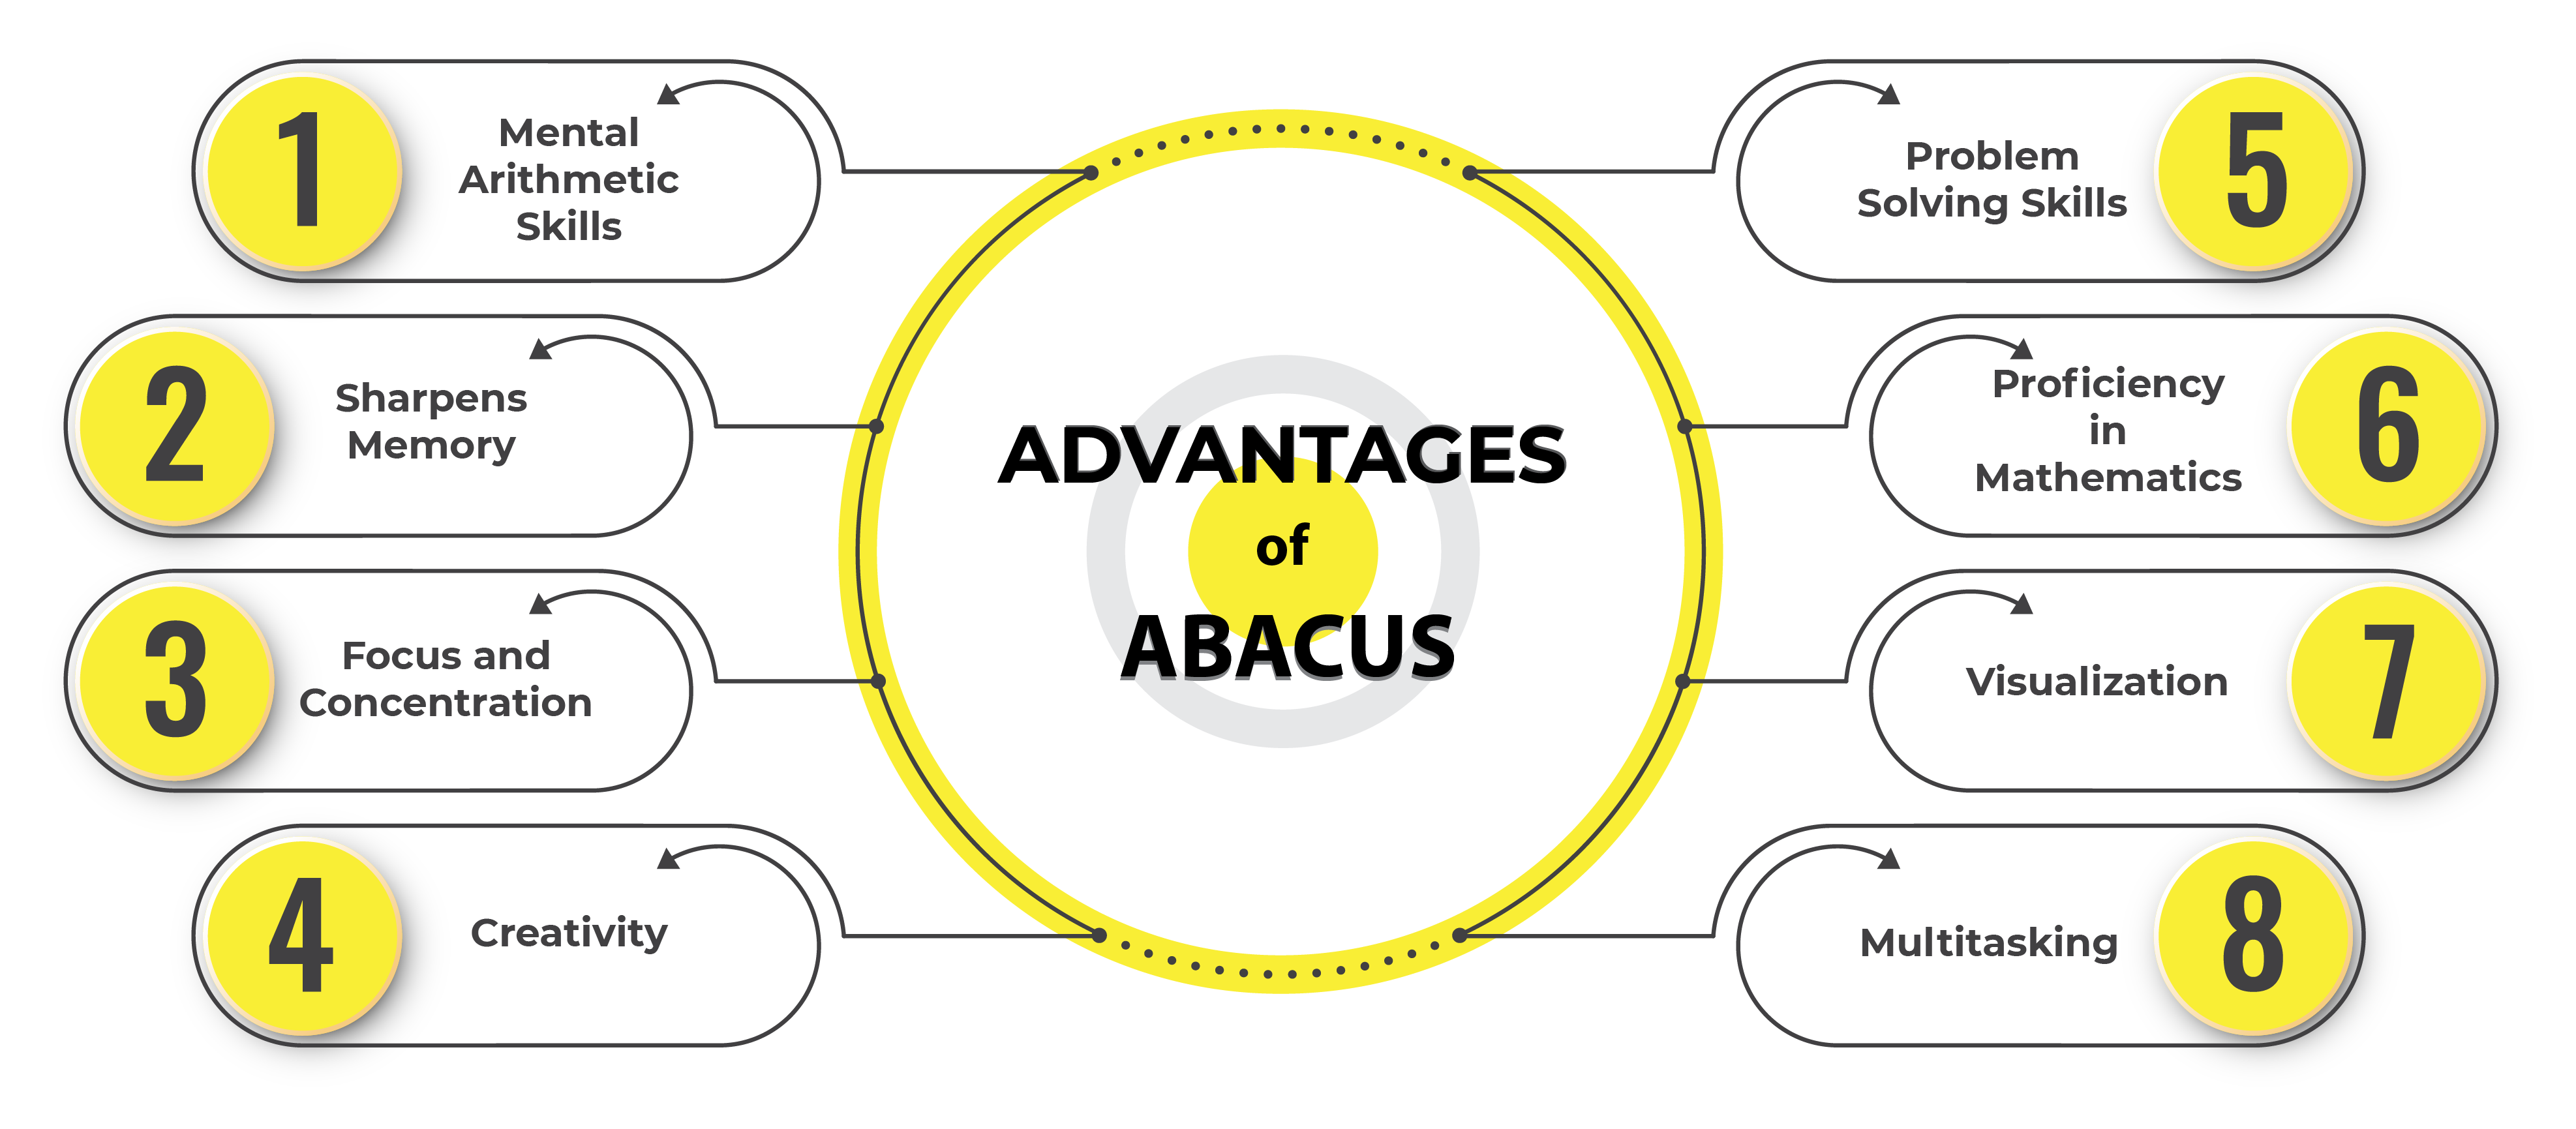 ADVANTAGES
of
ABACUS
1
Mental
Arithmetic
Skills
2
Sharpens
Memory
3
Focus and
Concentration
4
Creativity
5
Problem
Solving Skills
6
Proficiency
in
Mathematics
7
Visualization
8
Multitasking